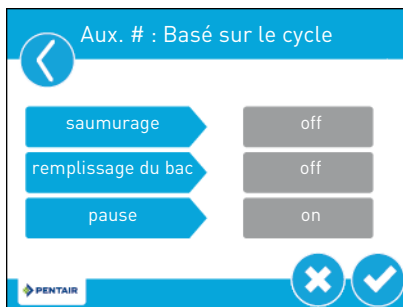 Aux. # : Basé sur le cycle
saumurage off
remplissage du bac off
pause on
PENTAIR